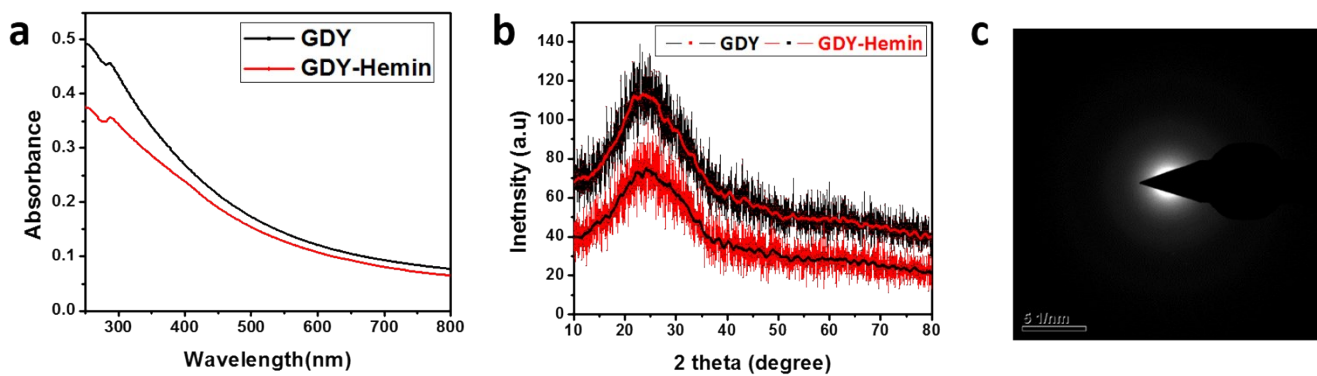 a
GDY
GDY-Hemin
0.5
0.4
0.3
0.2
0.1
0.0
Absorbance
300 400 500 600 700 800
Wavelength(nm)
b
GDY GDY-Hemin
140
120
100
80
60
40
20
0
Inetnsity (a.u)
10 20 30 40 50 60 70 80
2 theta (degree)
c
5 1/nm